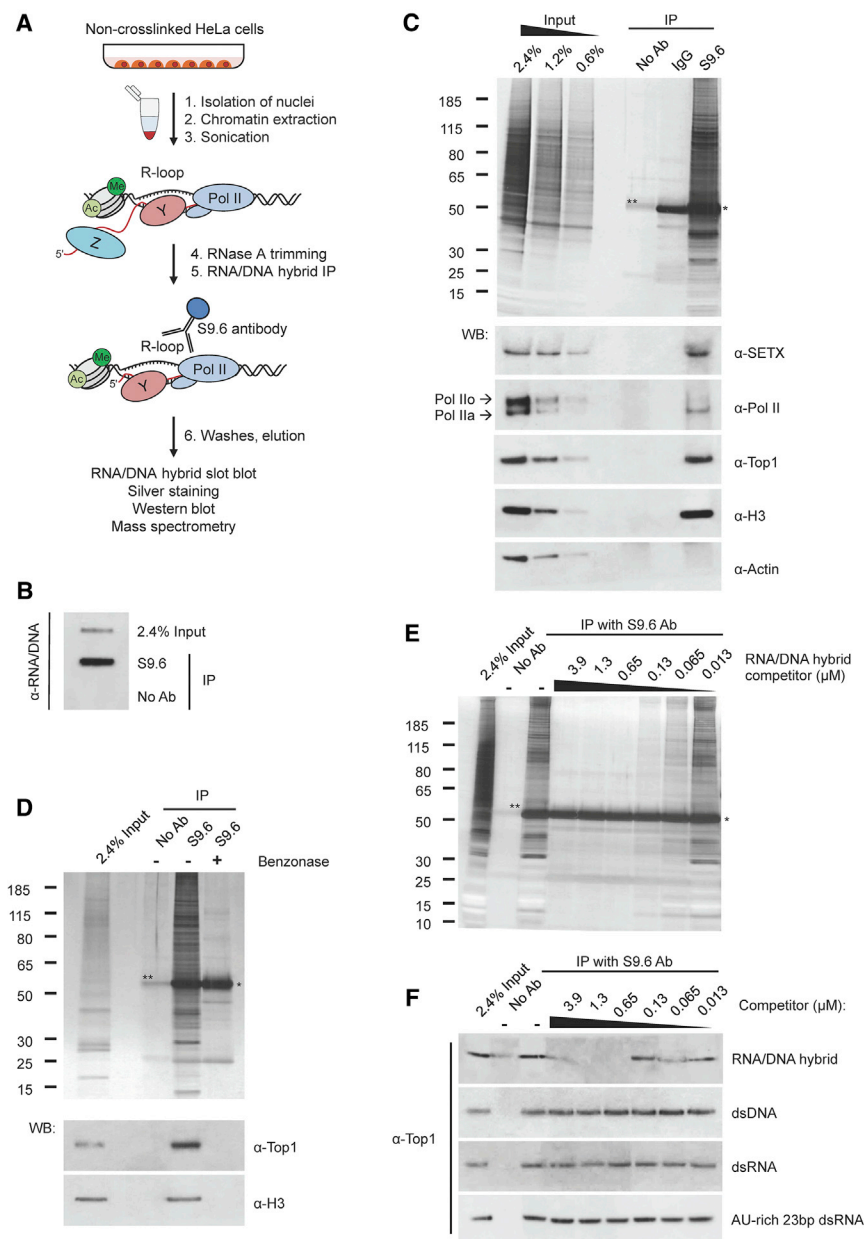 A
Non-crosslinked HeLa cells
1. Isolation of nuclei
2. Chromatin extraction
3. Sonication
R-loop
Me
Ac
Y
Pol II
Z
5'
4. RNase A trimming
5. RNA/DNA hybrid IP
S9.6 antibody
R-loop
Me
Ac
5'
Y
Pol II
6. Washes, elution
RNA/DNA hybrid slot blot
Silver staining
Western blot
Mass spectrometry
B
α-RNA/DNA
2.4% Input
S9.6
No Ab
IP
C
Input
IP
2.4%
1.2%
0.6%
No Ab
IgG
S9.6
185
115
80
65
50
30
25
15
**
*
WB:
α-SETX
Pol IIo →
Pol IIa →
α-Pol II
α-Top1
α-H3
α-Actin
D
IP
2.4% Input
No Ab
S9.6
S9.6
- - +
Benzonase
185
115
80
65
50
30
25
15
**
*
WB:
α-Top1
α-H3
E
IP with S9.6 Ab
2.4% Input
No Ab
- -
3.9
1.3
0.65
0.13
0.065
0.013
RNA/DNA hybrid
competitor (μM)
185
115
80
65
50
30
25
15
10
**
*
F
IP with S9.6 Ab
2.4% Input
No Ab
- -
3.9
1.3
0.65
0.13
0.065
0.013
Competitor (μM):
α-Top1
RNA/DNA hybrid
dsDNA
dsRNA
AU-rich 23bp dsRNA